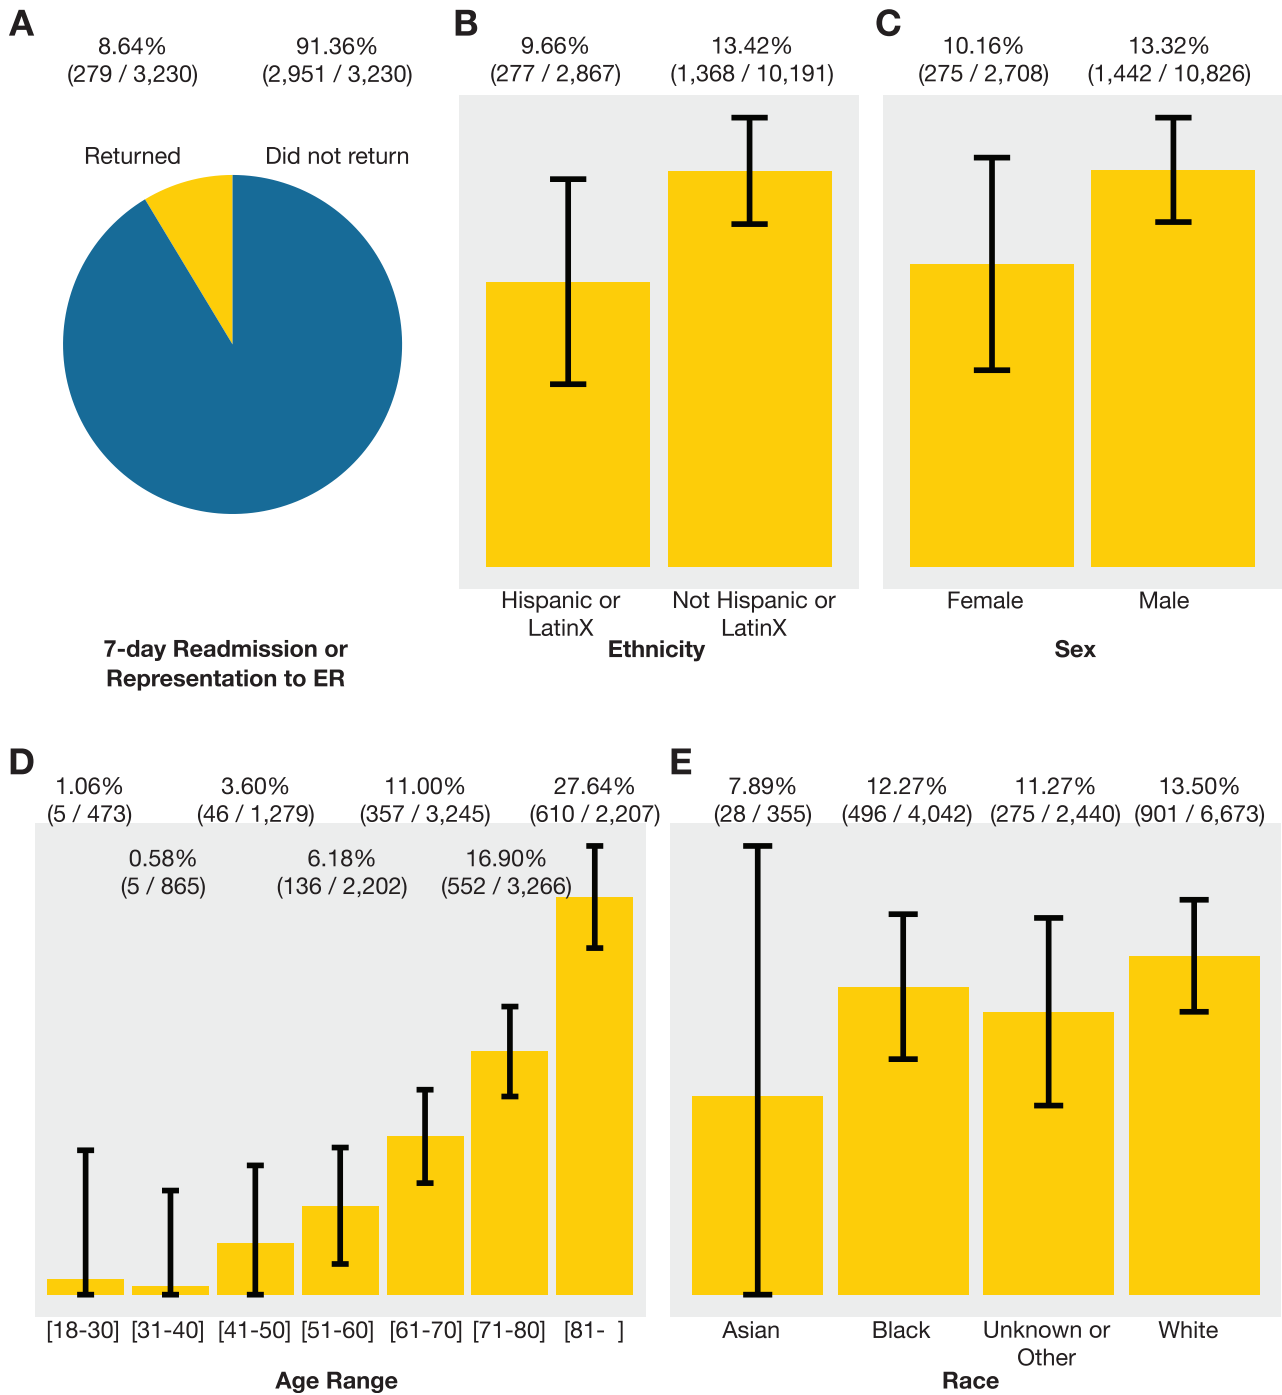 A
8.64%
(279 / 3,230)
91.36%
(2,951 / 3,230)
Returned
Did not return
7-day Readmission or
Representation to ER
B
9.66%
(277 / 2,867)
13.42%
(1,368 / 10,191)
Hispanic or
LatinX
Not Hispanic or
LatinX
Ethnicity
C
10.16%
(275 / 2,708)
13.32%
(1,442 / 10,826)
Female
Male
Sex
D
1.06%
(5 / 473)
0.58%
(5 / 865)
3.60%
(46 / 1,279)
6.18%
(136 / 2,202)
11.00%
(357 / 3,245)
16.90%
(552 / 3,266)
27.64%
(610 / 2,207)
[18-30]
[31-40]
[41-50]
[51-60]
[61-70]
[71-80]
[81-  ]
Age Range
E
7.89%
(28 / 355)
12.27%
(496 / 4,042)
11.27%
(275 / 2,440)
13.50%
(901 / 6,673)
Asian
Black
Unknown or
Other
White
Race